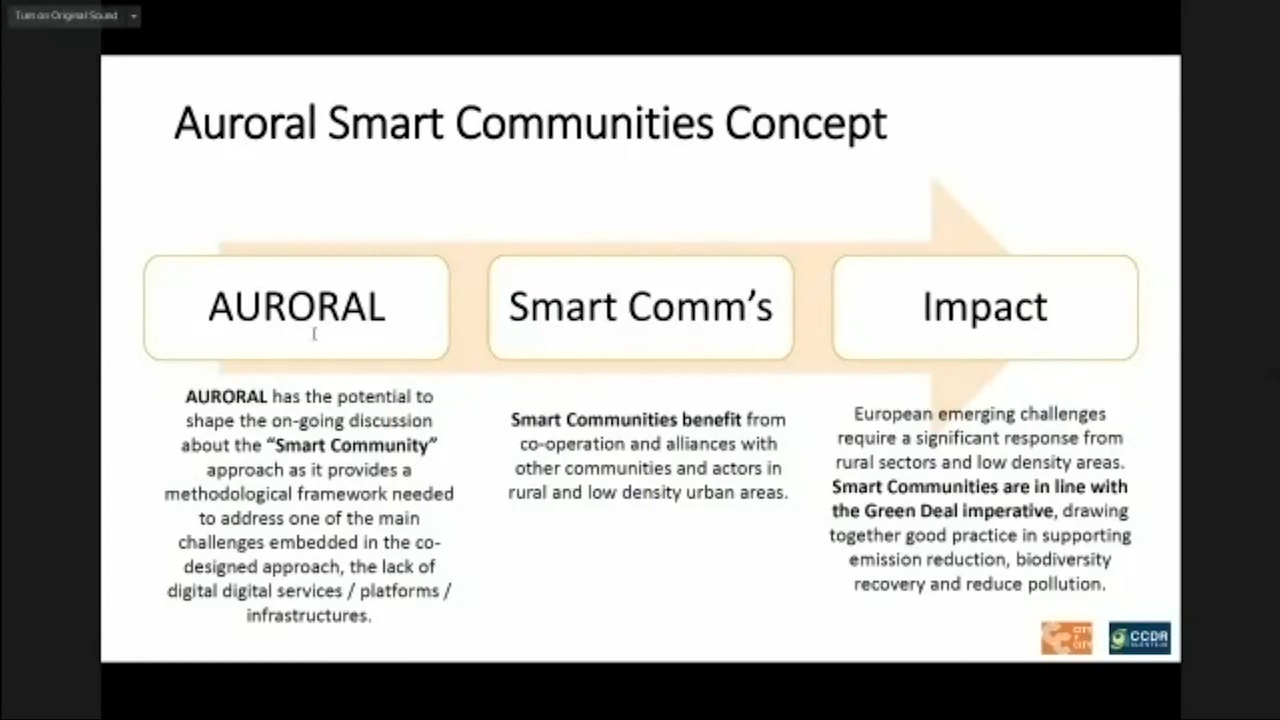 Turn on Original Sound
Auroral Smart Communities Concept
AURORAL
Smart Comm's
Impact
AURORAL has the potential to
shape the on-going discussion
about the “Smart Community”
approach as it provides a
methodological framework needed
to address one of the main
challenges embedded in the co-
designed approach, the lack of
digital digital services / platforms /
infrastructures.
Smart Communities benefit from
co-operation and alliances with
other communities and actors in
rural and low density urban areas.
European emerging challenges
require a significant response from
rural sectors and low density areas.
Smart Communities are in line with
the Green Deal imperative, drawing
together good practice in supporting
emission reduction, biodiversity
recovery and reduce pollution.
CITY
CITY
CCDR
ALENTEJO